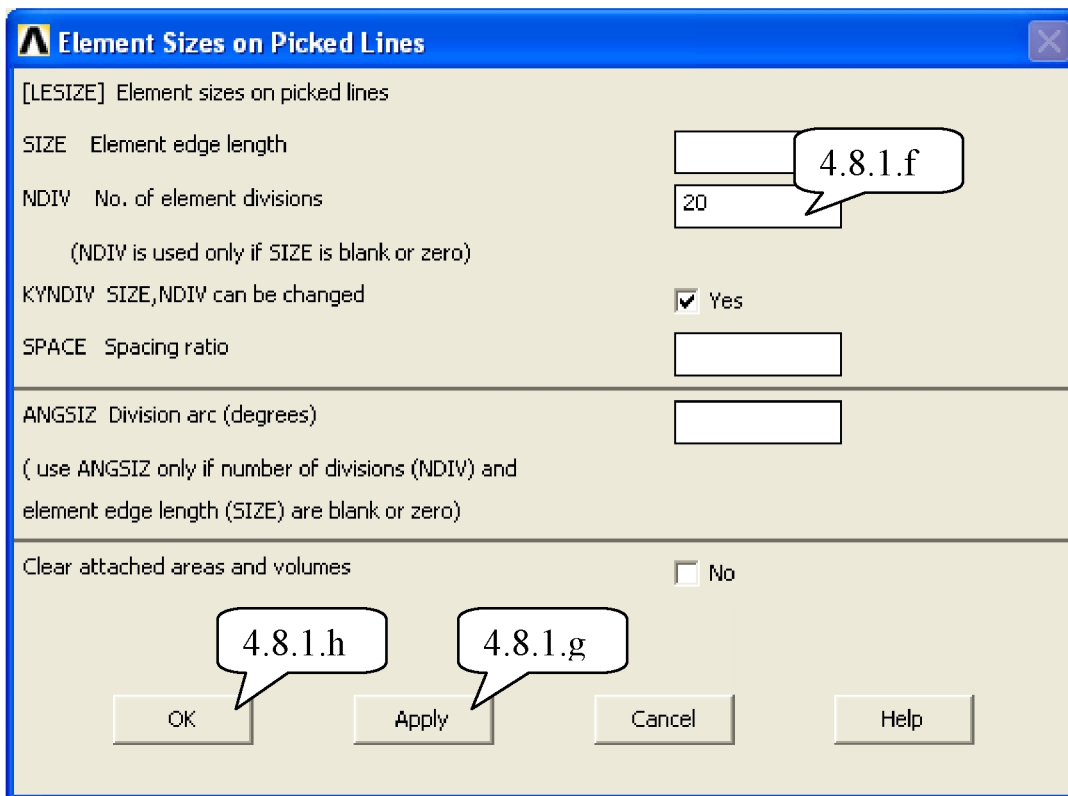 Element Sizes on Picked Lines
[LESIZE] Element sizes on picked lines
SIZE Element edge length
4.8.1.f
NDIV No. of element divisions
20
(NDIV is used only if SIZE is blank or zero)
KYNDIV SIZE,NDIV can be changed
Yes
SPACE Spacing ratio
ANGSIZ Division arc (degrees)
( use ANGSIZ only if number of divisions (NDIV) and
element edge length (SIZE) are blank or zero)
Clear attached areas and volumes
No
4.8.1.h
4.8.1.g
OK
Apply
Cancel
Help